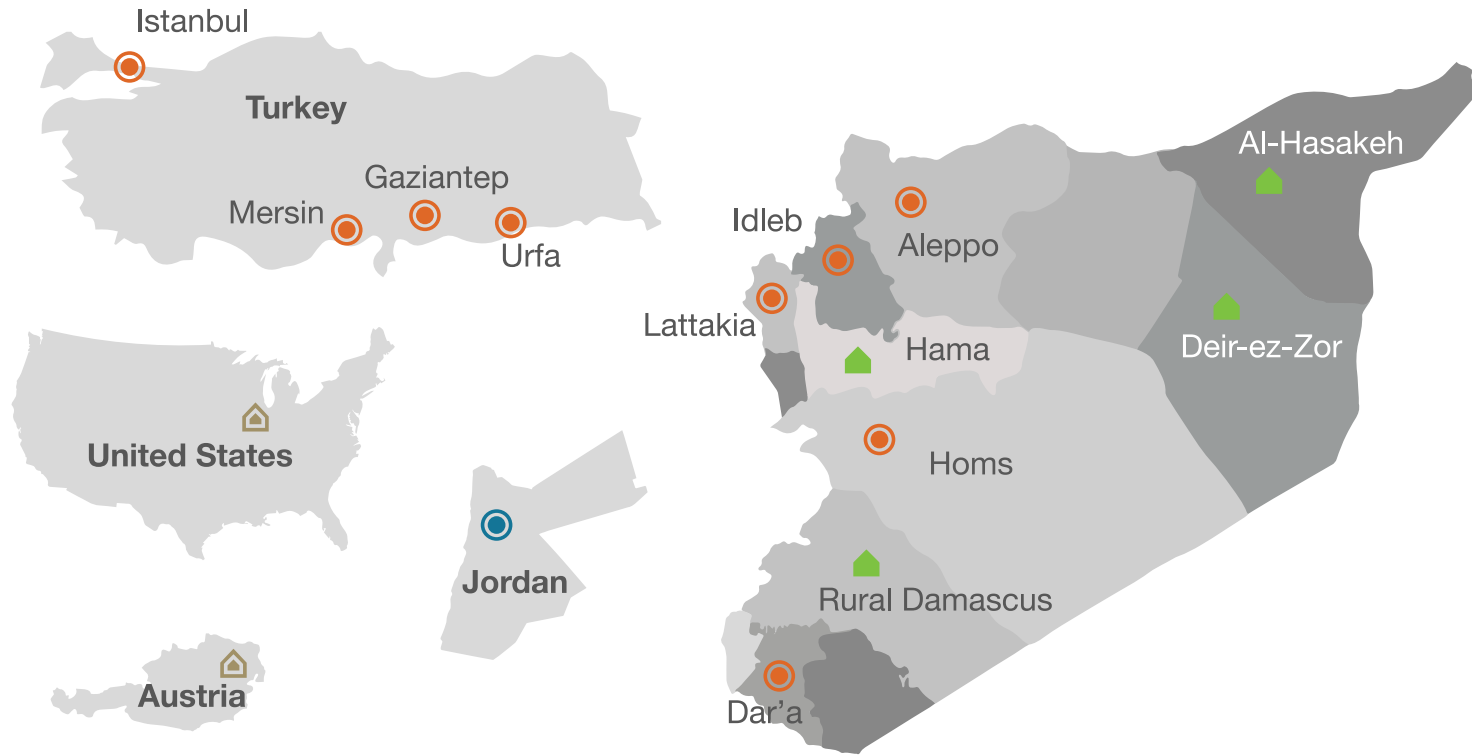 Istanbul
Turkey
Gaziantep
Mersin
Urfa
United States
Jordan
Austria
Al-Hasakeh
Idleb
Aleppo
Lattakia
Hama
Deir-ez-Zor
Homs
Rural Damascus
Dar’a